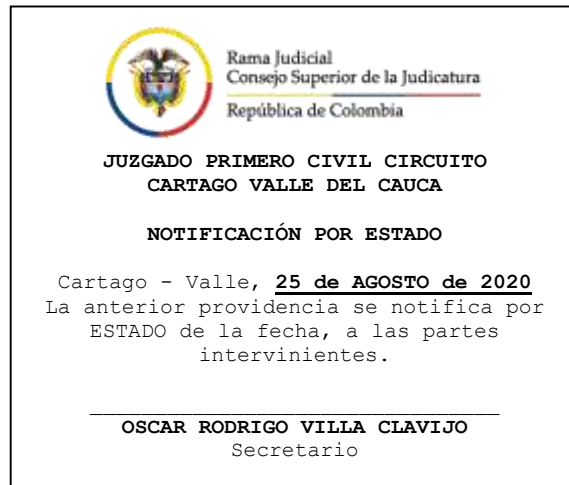 Rama Judicial
Consejo Superior de la Judicatura
República de Colombia
JUZGADO PRIMERO CIVIL CIRCUITO
CARTAGO VALLE DEL CAUCA
NOTIFICACIÓN POR ESTADO
Cartago - Valle, 25 de AGOSTO de 2020
La anterior providencia se notifica por
ESTADO de la fecha, a las partes
intervinientes.
OSCAR RODRIGO VILLA CLAVIJO
Secretario